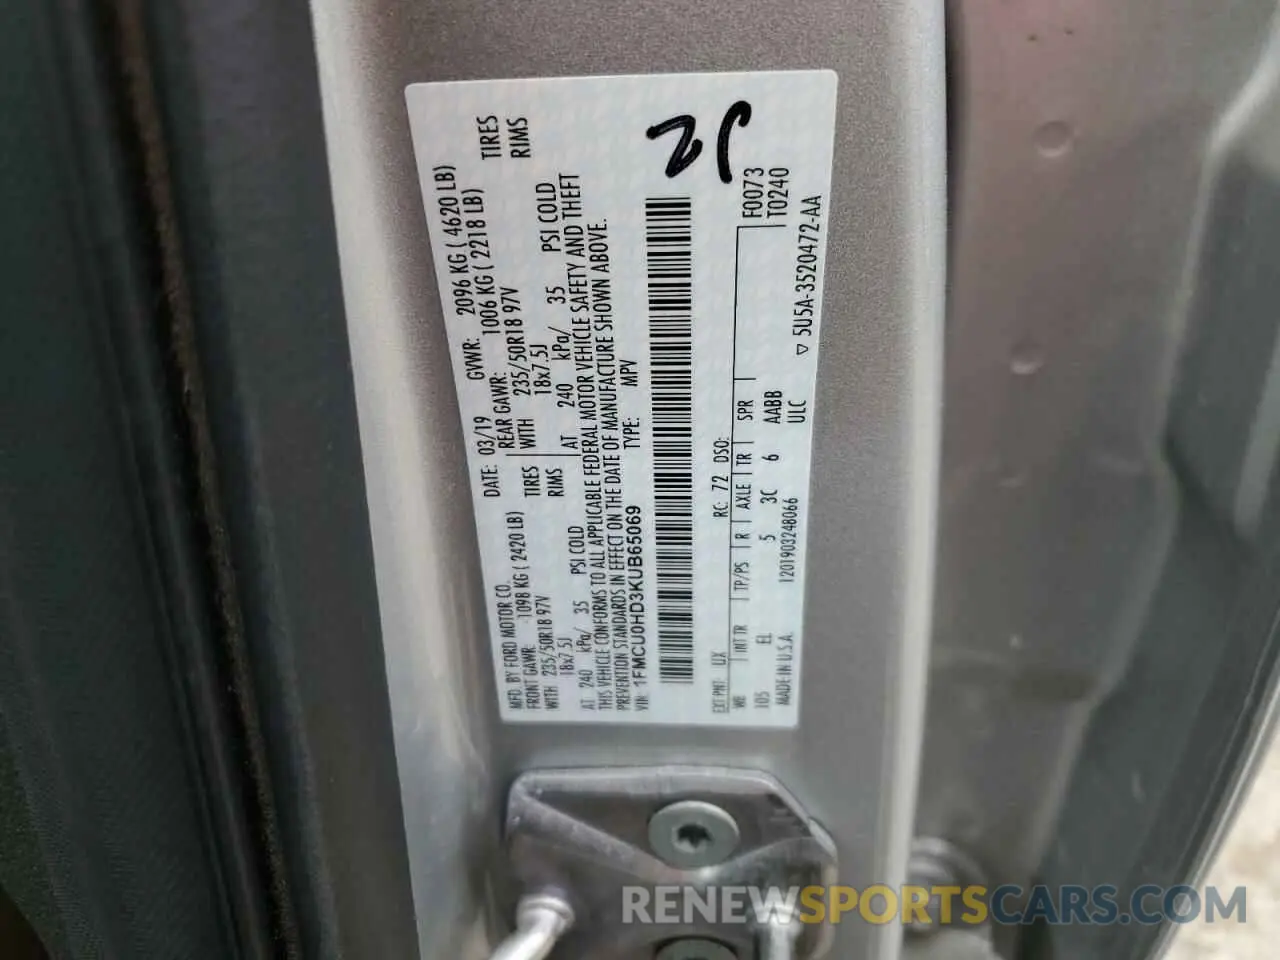 MFD. BY FORD MOTOR CO. DATE: 03/19 GVWR: 2096 KG ( 4620 LB)
FRONT GAWR: 1098 KG ( 2420 LB) REAR GAWR: 1006 KG ( 2218 LB)
WITH 235/50R18 97V TIRES WITH 235/50R18 97V TIRES
18x7.5J RIMS 18x7.5J RIMS
AT 240 kPa/ 35 PSI COLD AT 240 kPa/ 35 PSI COLD
THIS VEHICLE CONFORMS TO ALL APPLICABLE FEDERAL MOTOR VEHICLE SAFETY AND THEFT
PREVENTION STANDARDS IN EFFECT ON THE DATE OF MANUFACTURE SHOWN ABOVE.
VIN: 1FMCU0HD3KUB65069 TYPE: MPV
EXT PNT: UX RC: 72 DSO: F0073
WB INT TR TP/PS R AXLE TR SPR T0240
105 EL 5 3C 6 AABB
MADE IN U.S.A. 1201903248066 ULC
▽ 5U5A-3520472-AA
RENEWSPORTSCARS.COM